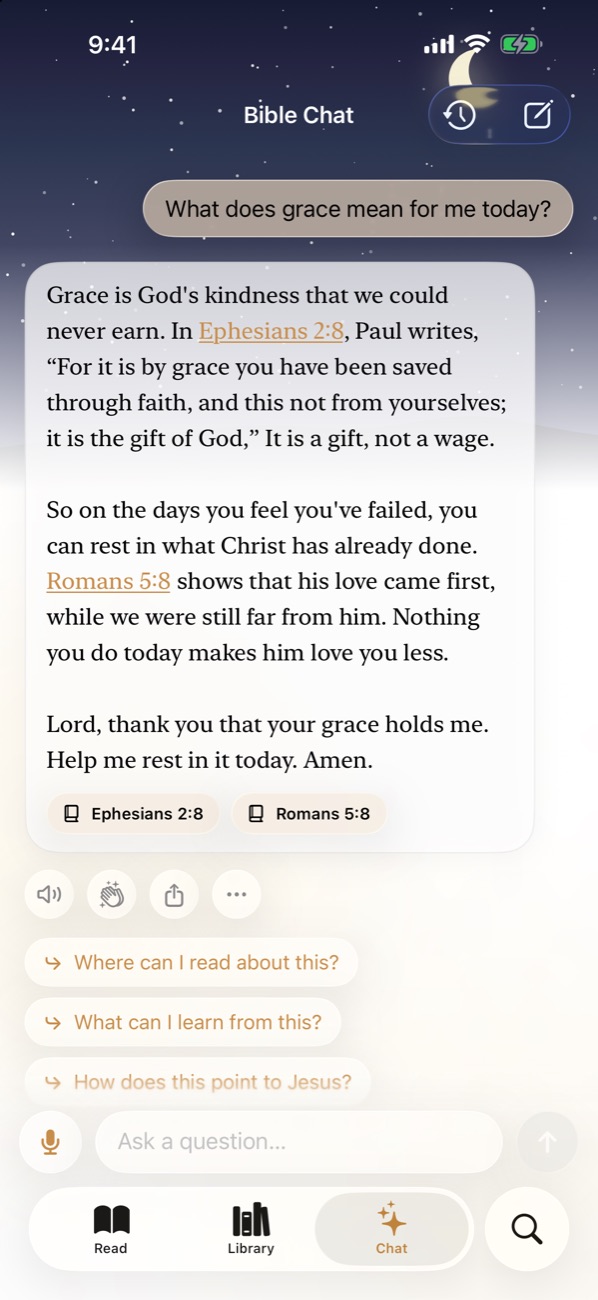 9:41
Bible Chat
What does grace mean for me today?
Grace is God's kindness that we could
never earn. In Ephesians 2:8, Paul writes,
“For it is by grace you have been saved
through faith, and this not from yourselves;
it is the gift of God,” It is a gift, not a wage.
So on the days you feel you've failed, you
can rest in what Christ has already done.
Romans 5:8 shows that his love came first,
while we were still far from him. Nothing
you do today makes him love you less.
Lord, thank you that your grace holds me.
Help me rest in it today. Amen.
Ephesians 2:8 Romans 5:8
Where can I read about this?
What can I learn from this?
How does this point to Jesus?
Ask a question...
Read Library Chat